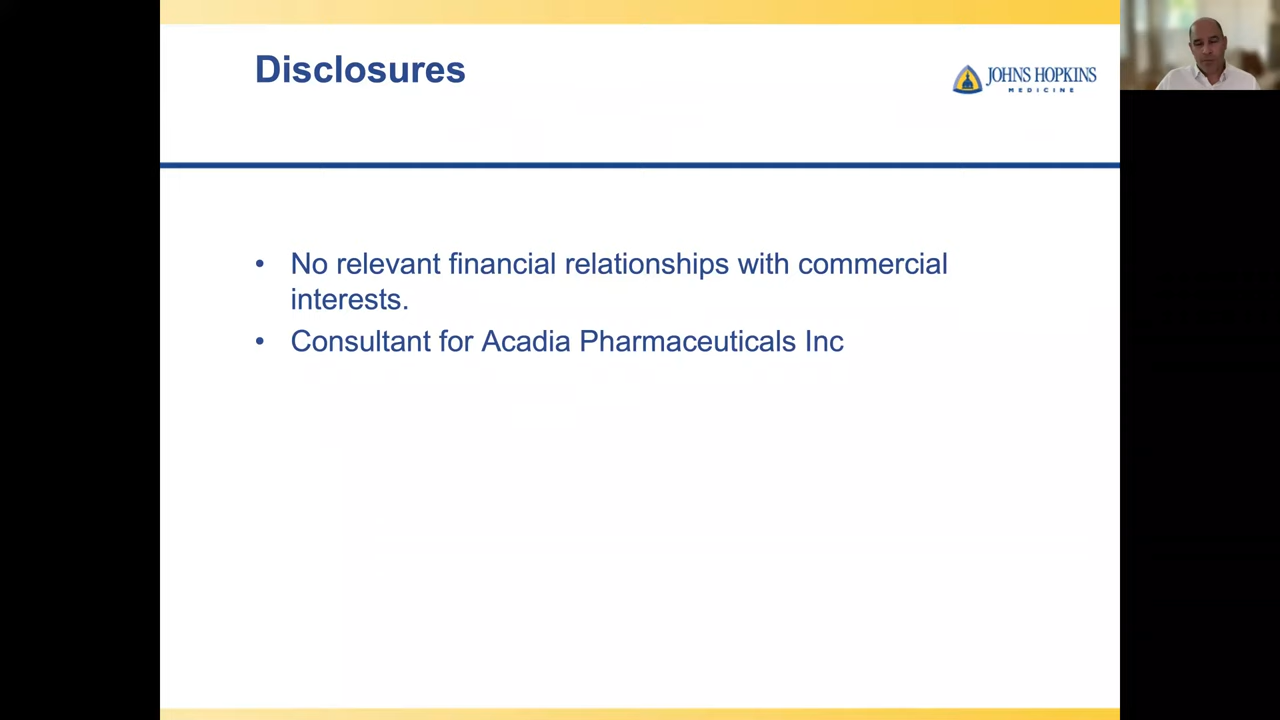 Disclosures
JOHNS HOPKINS
MEDICINE
• No relevant financial relationships with commercial
interests.
• Consultant for Acadia Pharmaceuticals Inc